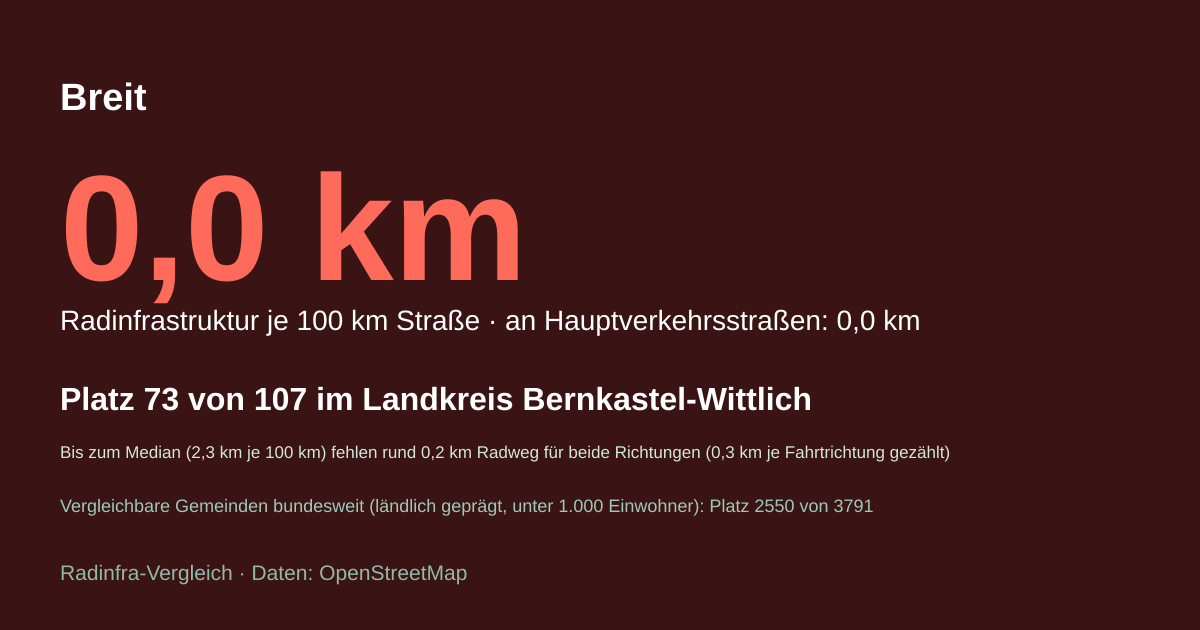 Breit
0,0 km
Radinfrastruktur je 100 km Straße · an Hauptverkehrsstraßen: 0,0 km
Platz 73 von 107 im Landkreis Bernkastel-Wittlich
Bis zum Median (2,3 km je 100 km) fehlen rund 0,2 km Radweg für beide Richtungen (0,3 km je Fahrtrichtung gezählt)
Vergleichbare Gemeinden bundesweit (ländlich geprägt, unter 1.000 Einwohner): Platz 2550 von 3791
Radinfra-Vergleich · Daten: OpenStreetMap